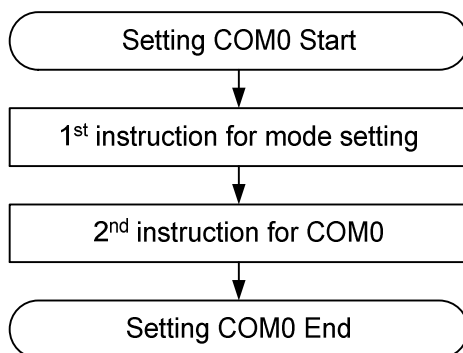 Setting COM0 Start
1st instruction for mode setting
2nd instruction for COM0
Setting COM0 End